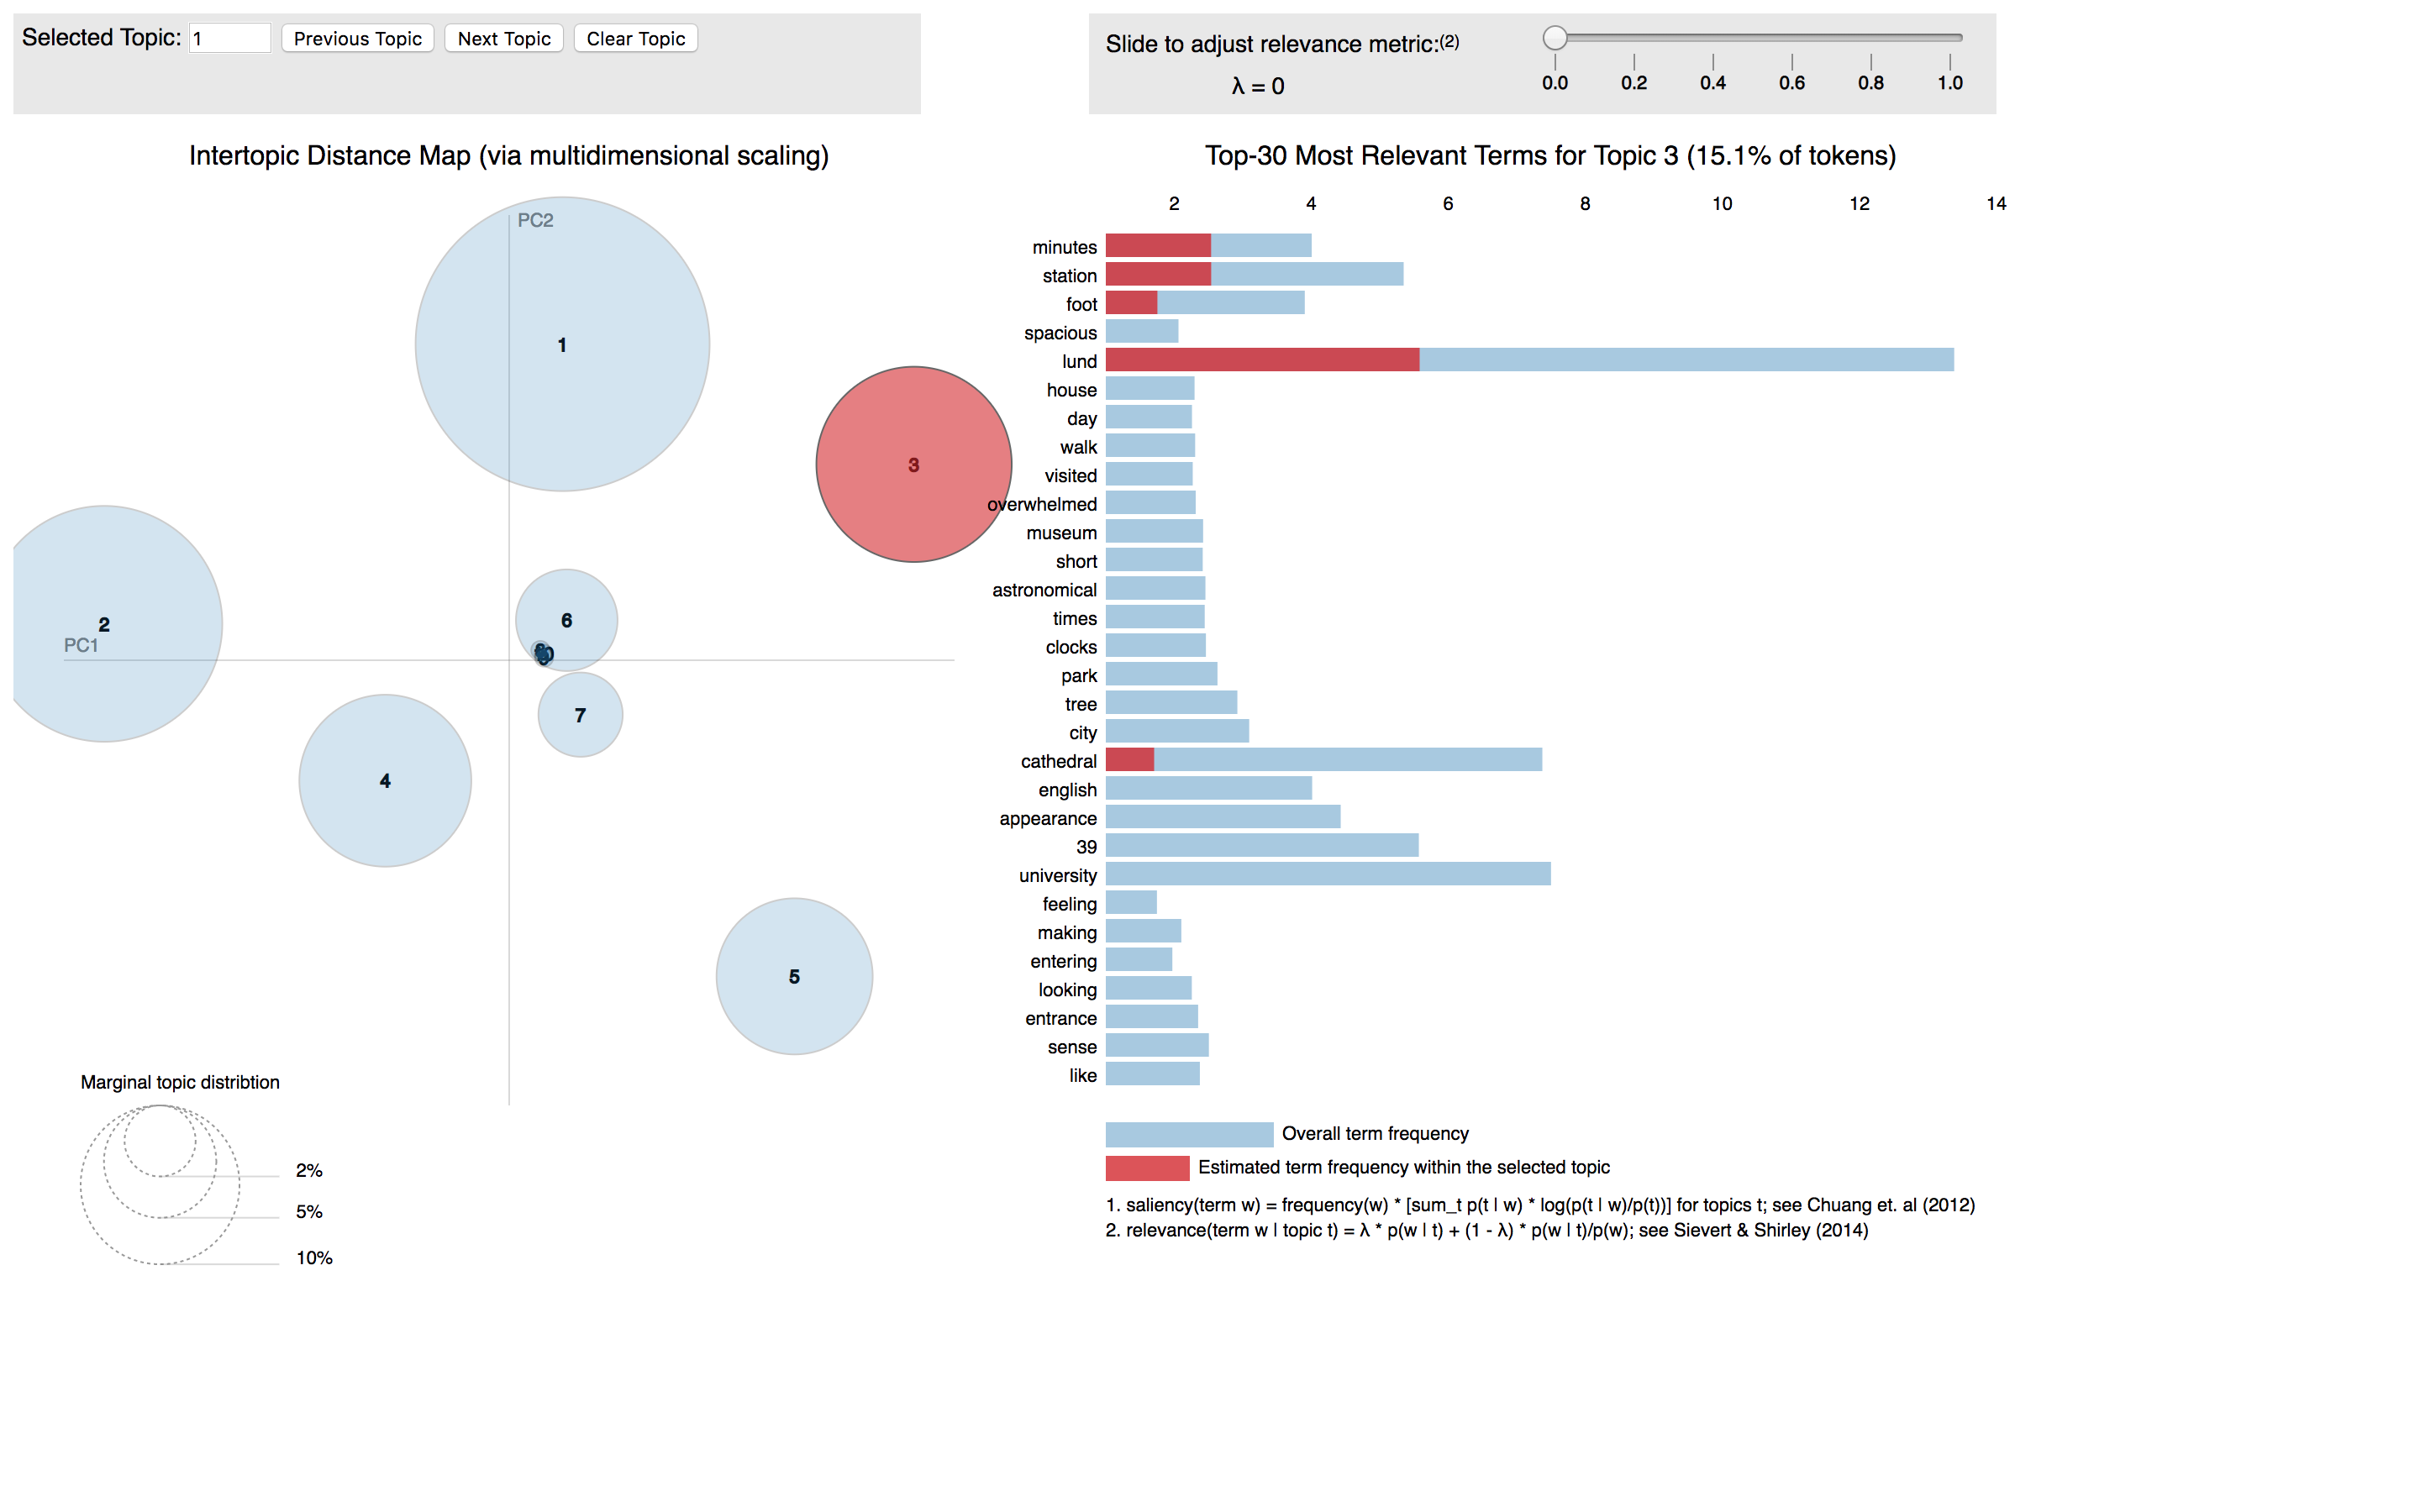 Selected Topic: 1 Previous Topic Next Topic Clear Topic
Slide to adjust relevance metric:(2)
λ = 0
0.0 0.2 0.4 0.6 0.8 1.0
Intertopic Distance Map (via multidimensional scaling)
PC2
1
3
2
PC1
6
7
4
5
Marginal topic distribtion
2%
5%
10%
Top-30 Most Relevant Terms for Topic 3 (15.1% of tokens)
2 4 6 8 10 12 14
minutes
station
foot
spacious
lund
house
day
walk
visited
overwhelmed
museum
short
astronomical
times
clocks
park
tree
city
cathedral
english
appearance
39
university
feeling
making
entering
looking
entrance
sense
like
Overall term frequency
Estimated term frequency within the selected topic
1. saliency(term w) = frequency(w) * [sum_t p(t | w) * log(p(t | w)/p(t))] for topics t; see Chuang et. al (2012)
2. relevance(term w | topic t) = λ * p(w | t) + (1 - λ) * p(w | t)/p(w); see Sievert & Shirley (2014)